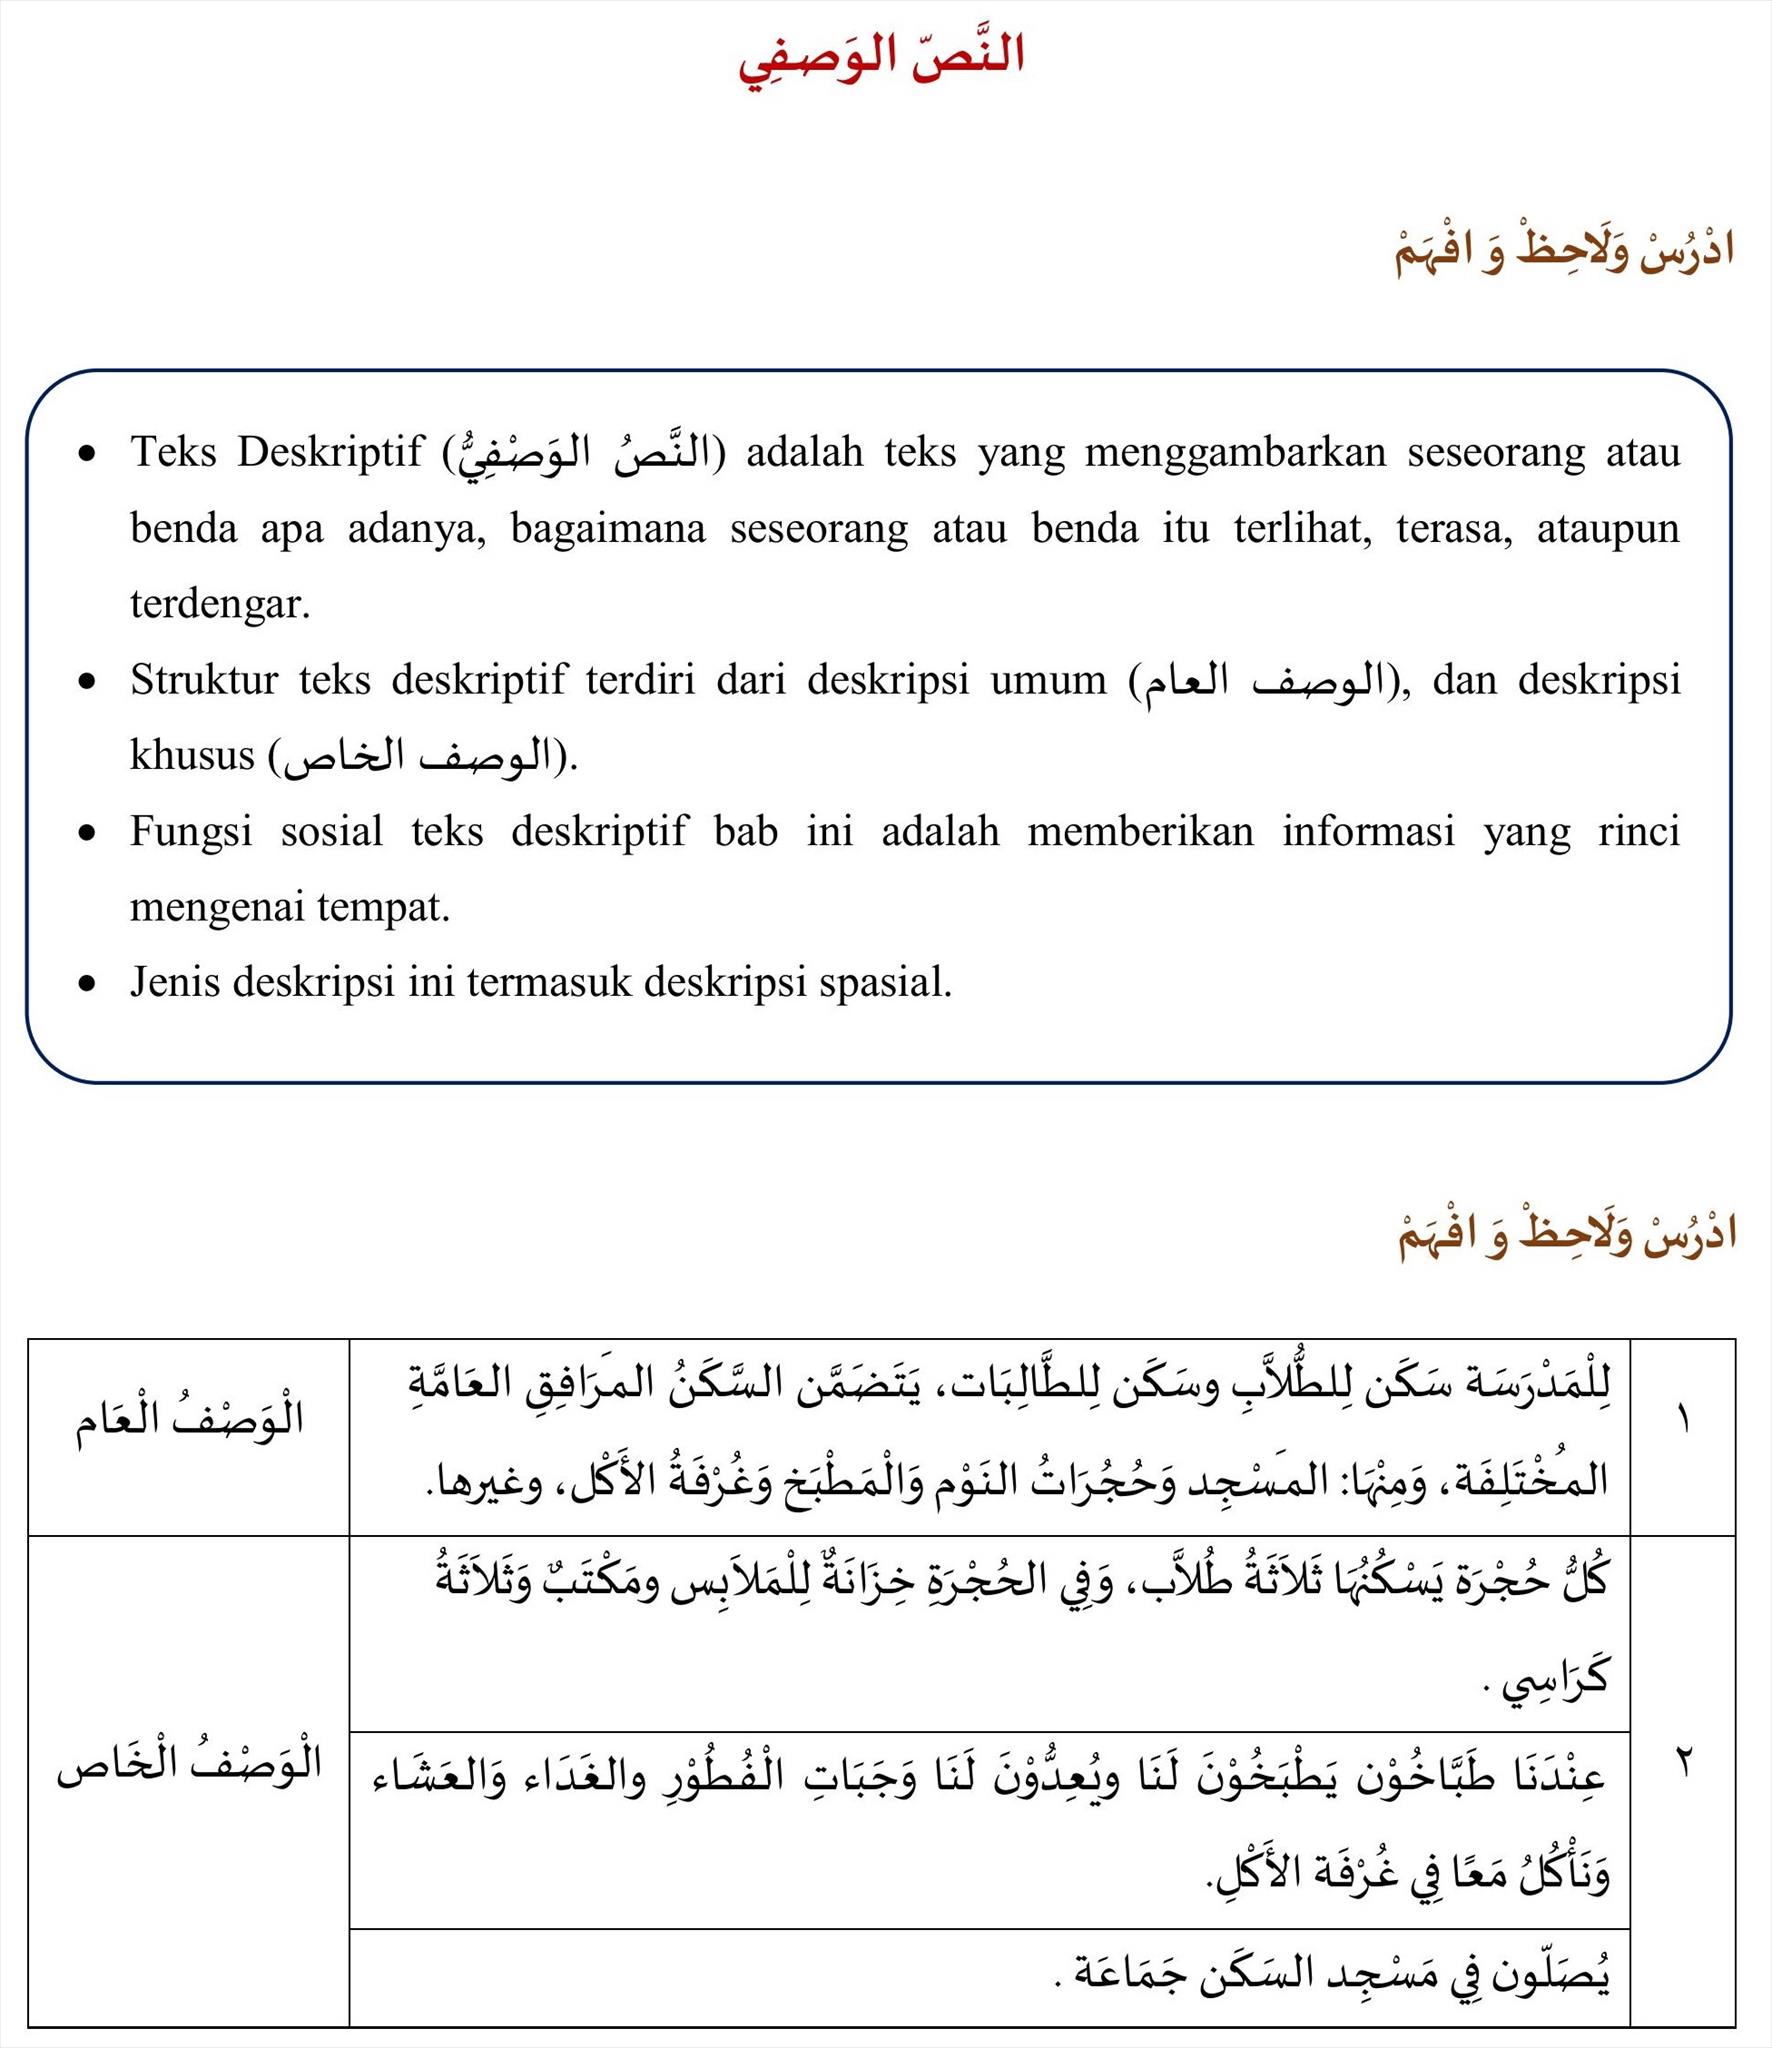 النَّصّ الوَصفِي
ادْرُسْ وَلَاحِظْ وَ افْهَمْ
• Teks Deskriptif (النَّصُ الوَصْفِيُّ) adalah teks yang menggambarkan seseorang atau
benda apa adanya, bagaimana seseorang atau benda itu terlihat, terasa, ataupun
terdengar.
• Struktur teks deskriptif terdiri dari deskripsi umum (الوصف العام), dan deskripsi
khusus (الوصف الخاص).
• Fungsi sosial teks deskriptif bab ini adalah memberikan informasi yang rinci
mengenai tempat.
• Jenis deskripsi ini termasuk deskripsi spasial.
ادْرُسْ وَلَاحِظْ وَ افْهَمْ
١
لِلْمَدْرَسَة سَكَن لِلطُّلاَّبِ وسَكَن لِلطَّالِبَات، يَتَضَمَّن السَّكَنُ المَرَافِقِ العَامَّةِ
المُخْتَلِفَة، وَمِنْهَا: المَسْجِد وَحُجُرَاتُ النَوْم وَالْمَطْبَخ وَغُرْفَةُ الأَكْل، وغيرها.
الْوَصْفُ الْعَام
٢
كُلُّ حُجْرَة يَسْكُنُهَا ثَلاَثَةُ طُلاَّب، وَفِي الحُجْرَةِ خِزَانَةٌ لِلْمَلاَبِس ومَكْتَبٌ وَثَلاَثَةُ
كَرَاسِي .
عِنْدَنَا طَبَّاخُوْن يَطْبَخُوْنَ لَنَا ويُعِدُّوْنَ لَنَا وَجَبَاتِ الْفُطُوْرِ والغَدَاء وَالعَشَاء
وَنَأْكُلُ مَعًا فِي غُرْفَة الأَكْلِ.
يُصَلّون فِي مَسْجِد السَكَن جَمَاعَة .
الْوَصْفُ الْخَاص